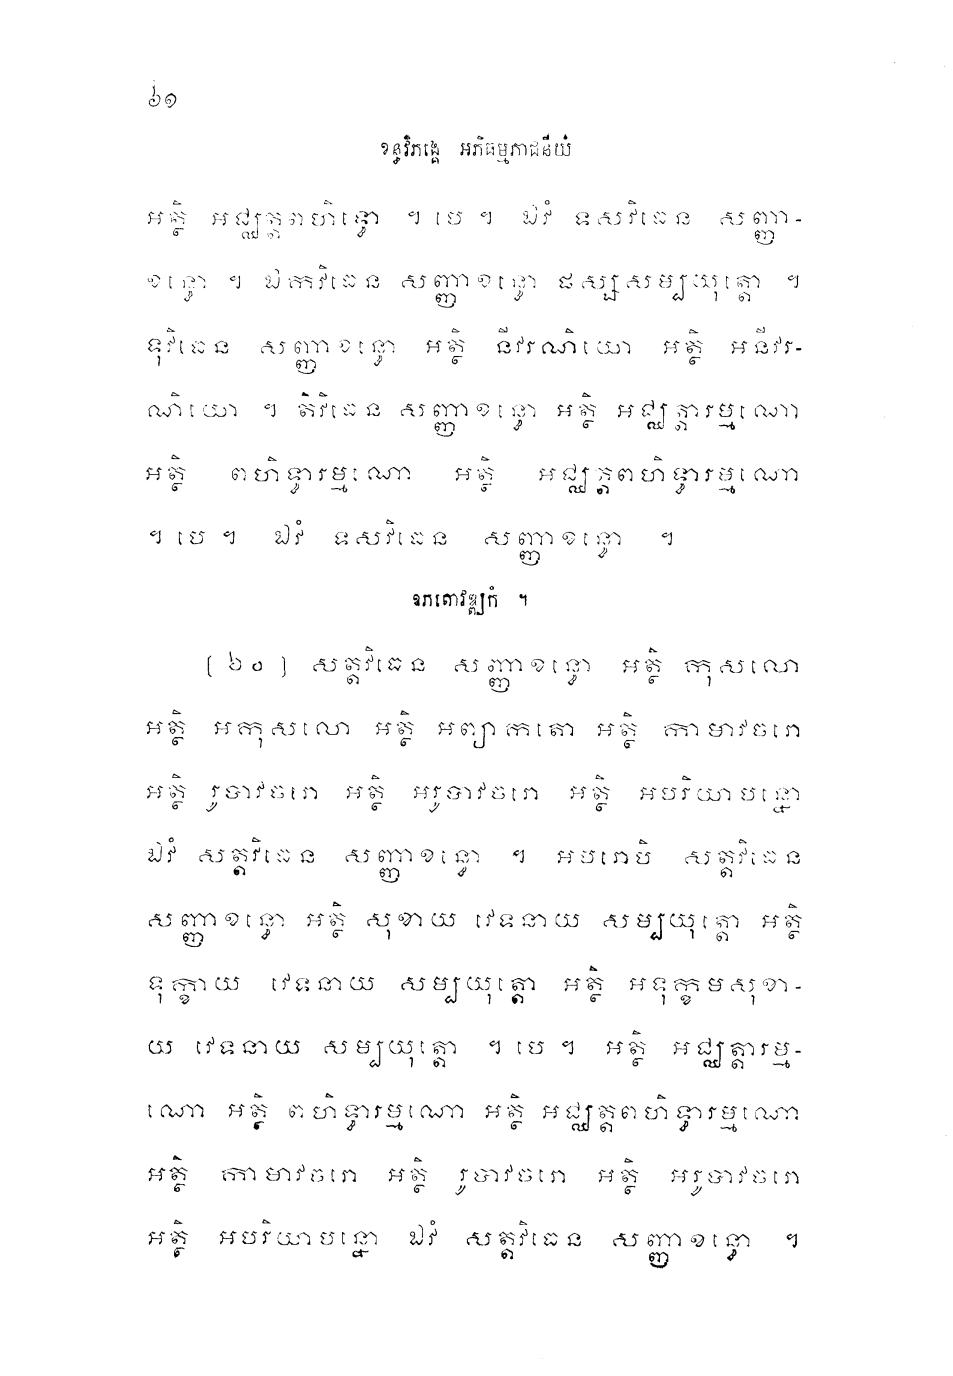 ៦១
ខន្ធវិភង្គេ អភិធម្មភាជនីយំ
អត្ថិ អជ្ឈត្តពហិទ្ធោ ។ បេ ។ ឯវំ ទសវិធេន សញ្ញា-
ខន្ធោ ។ ឯកវិធេន សញ្ញាខន្ធោ ផស្សសម្បយុត្តោ ។
ទុវិធេន សញ្ញាខន្ធោ អត្ថិ នីវរណិយោ អត្ថិ អនីវរ-
ណិយោ ។ តិវិធេន សញ្ញាខន្ធោ អត្ថិ អជ្ឈត្តារម្មណោ
អត្ថិ ពហិទ្ធារម្មណោ អត្ថិ អជ្ឈត្តពហិទ្ធារម្មណោ
។ បេ ។ ឯវំ ទសវិធេន សញ្ញាខន្ធោ ។
ឧភតោវឌ្ឍកំ ។
[ ៦០ ] សត្តវិធេន សញ្ញាខន្ធោ អត្ថិ កុសលោ
អត្ថិ អកុសលោ អត្ថិ អព្យាកតោ អត្ថិ កាមាវចរោ
អត្ថិ រូបាវចរោ អត្ថិ អរូបាវចរោ អត្ថិ អបរិយាបន្នោ
ឯវំ សត្តវិធេន សញ្ញាខន្ធោ ។ អបរោបិ សត្តវិធេន
សញ្ញាខន្ធោ អត្ថិ សុខាយ វេទនាយ សម្បយុត្តោ អត្ថិ
ទុក្ខាយ វេទនាយ សម្បយុត្តោ អត្ថិ អទុក្ខមសុខា-
យ វេទនាយ សម្បយុត្តោ ។ បេ ។ អត្ថិ អជ្ឈត្តារម្ម-
ណោ អត្ថិ ពហិទ្ធារម្មណោ អត្ថិ អជ្ឈត្តពហិទ្ធារម្មណោ
អត្ថិ កាមាវចរោ អត្ថិ រូបាវចរោ អត្ថិ អរូបាវចរោ
អត្ថិ អបរិយាបន្នោ ឯវំ សត្តវិធេន សញ្ញាខន្ធោ ។